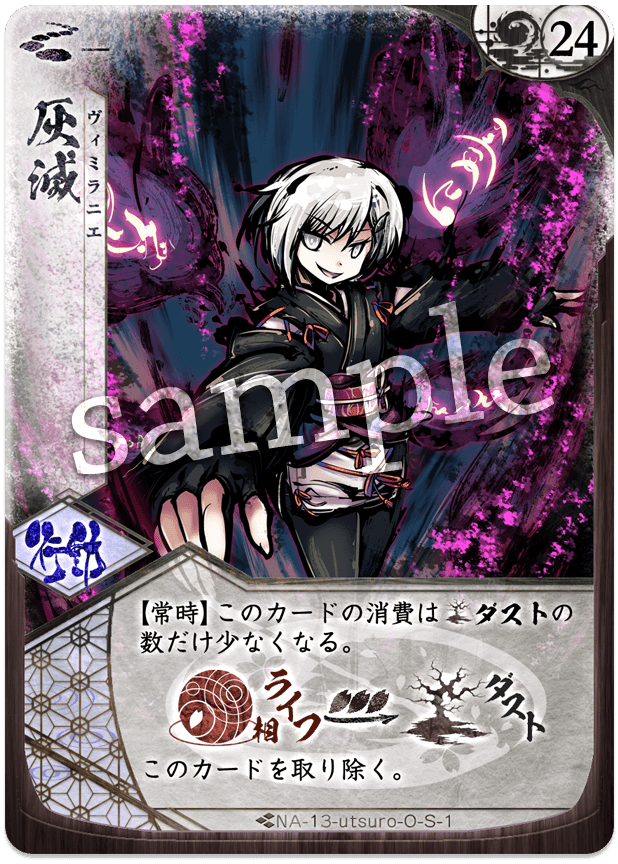 24
灰滅
ヴィミラニエ
sample
行動
【常時】このカードの消費はダストの
数だけ少なくなる。
相ライフ
ダスト
このカードを取り除く。
NA-13-utsuro-O-S-1